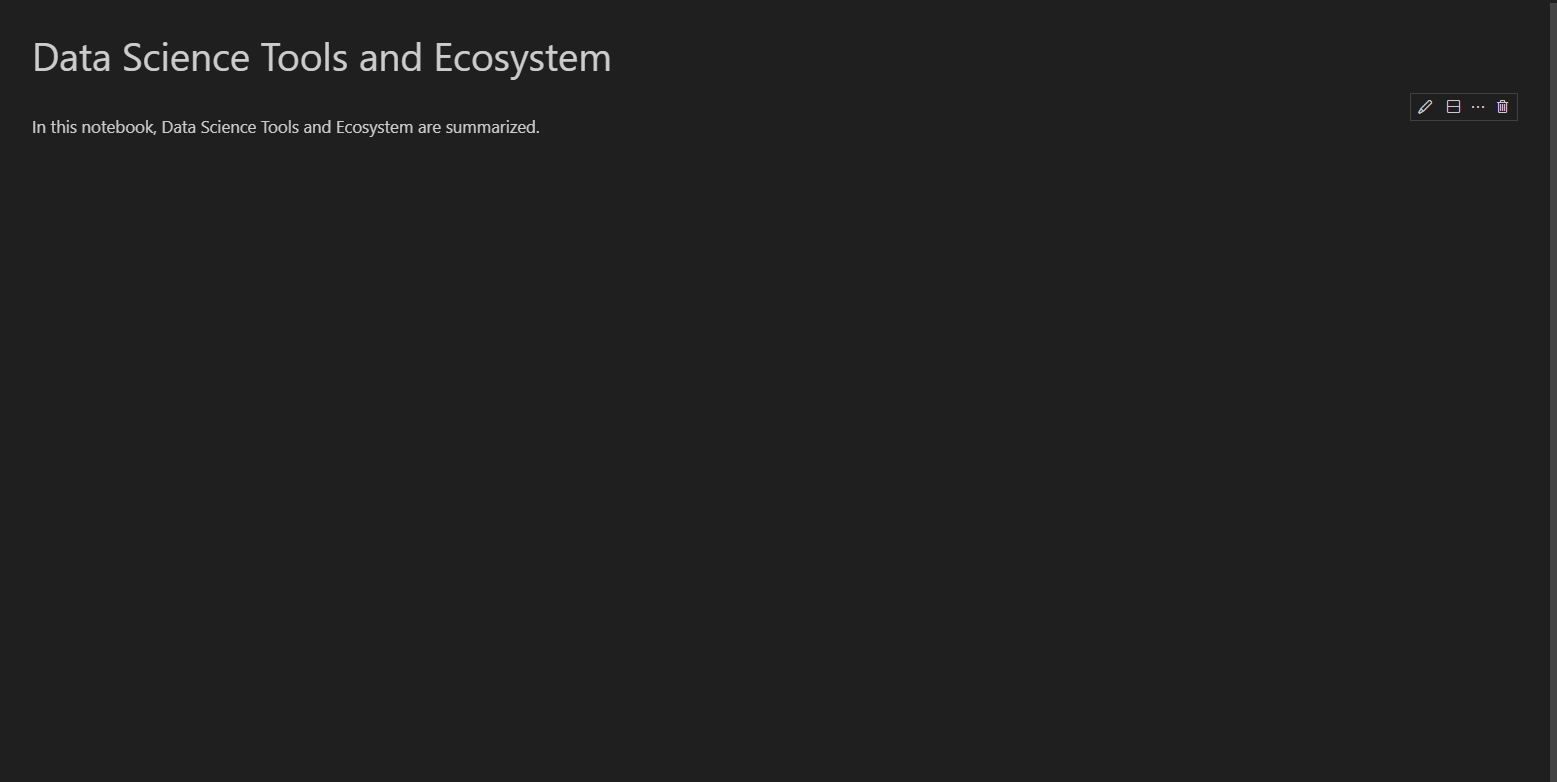 Data Science Tools and Ecosystem
In this notebook, Data Science Tools and Ecosystem are summarized.